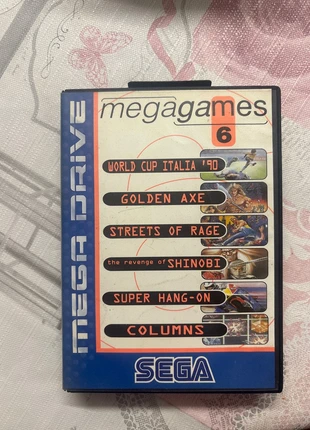 MEGA DRIVE
megagames
6
WORLD CUP ITALIA '90
GOLDEN AXE
STREETS OF RAGE
the revenge of SHINOBI
SUPER HANG-ON
COLUMNS
SEGA